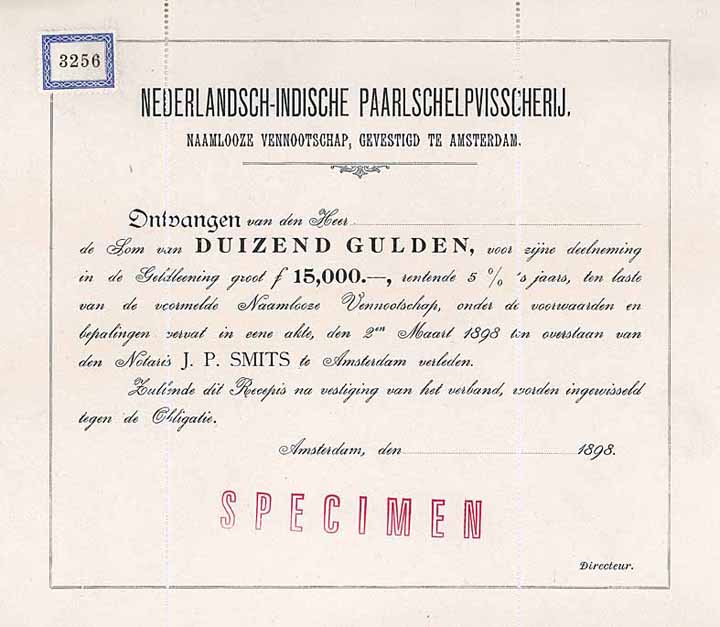 3256
NEDERLANDSCH-INDISCHE PAARLSCHELPVISSCHERIJ.
NAAMLOOZE VENNOOTSCHAP, GEVESTIGD TE AMSTERDAM.
Ontvangen van den Heer
de Som van DUIZEND GULDEN, voor zijne deelneming
in de Geldleening groot f 15,000.—, rentende 5 % 's jaars, ten laste
van de voormelde Naamlooze Vennootschap, onder de voorwaarden en
bepalingen vervat in eene akte, den 2en Maart 1898 ten overstaan van
den Notaris J. P. SMITS te Amsterdam verleden.
Zullende dit Recepis na vestiging van het verband, worden ingewisseld
tegen de Obligatie.
Amsterdam, den 1898.
SPECIMEN
Directeur.